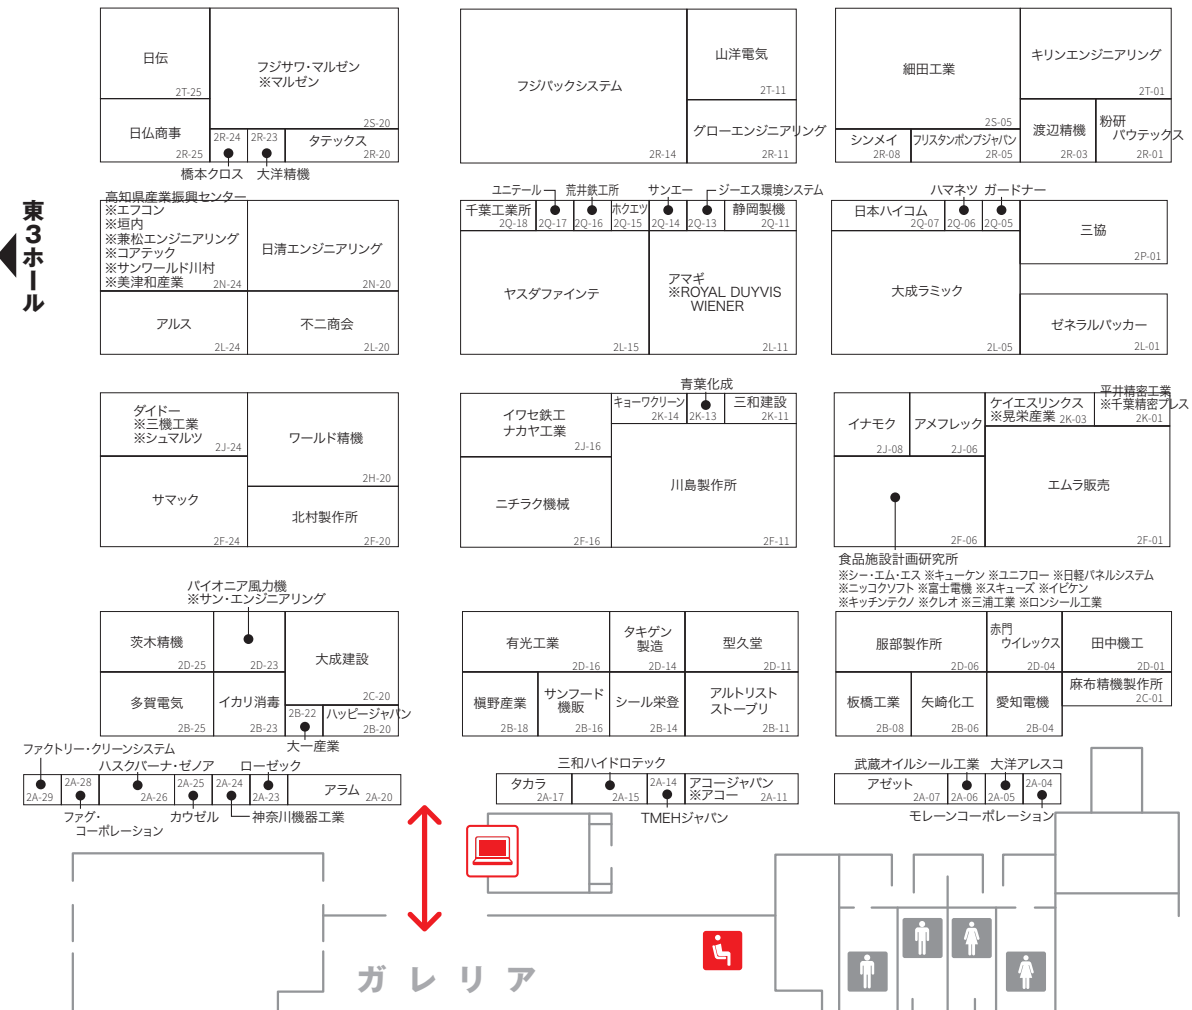 日伝
2T-25
フジサワ・マルゼン
※マルゼン
2S-20
日仏商事
2R-25
2R-24
2R-23
タテックス
2R-20
橋本クロス
大洋精機
フジパックシステム
2R-14
山洋電気
2T-11
グローエンジニアリング
2R-11
細田工業
2S-05
キリンエンジニアリング
2T-01
シンメイ
2R-08
フリスタンポンプジャパン
2R-05
渡辺精機
2R-03
粉研
パウテックス
2R-01
東3ホール
高知県産業振興センター
※エフコン
※垣内
※兼松エンジニアリング
※コアテック
※サンワールド川村
※美津和産業
2N-24
日清エンジニアリング
2N-20
アルス
2L-24
不二商会
2L-20
ユニテール
荒井鉄工所
サンエー
ジーエス環境システム
千葉工業所
2Q-18
2Q-17
2Q-16
ホクエツ
2Q-15
2Q-14
2Q-13
静岡製機
2Q-11
ヤスダファインテ
2L-15
アマギ
※ROYAL DUYVIS
WIENER
2L-11
ハマネツ
ガードナー
日本ハイコム
2Q-07
2Q-06
2Q-05
三協
2P-01
大成ラミック
2L-05
ゼネラルパッカー
2L-01
ダイドー
※三機工業
※シュマルツ
2J-24
ワールド精機
2H-20
サマック
2F-24
北村製作所
2F-20
青葉化成
イワセ鉄工
ナカヤ工業
2J-16
キョーワクリーン
2K-14
2K-13
三和建設
2K-11
ニチラク機械
2F-16
川島製作所
2F-11
イナモク
2J-08
アメフレック
2J-06
ケイエスリンクス
※晃栄産業
2K-03
平井精密工業
※千葉精密プレス
2K-01
2F-06
エムラ販売
2F-01
食品施設計画研究所
※シー・エム・エス ※キューケン ※ユニフロー ※日軽パネルシステム
※ニッコクソフト ※富士電機 ※スキューズ ※イビケン
※キッチンテクノ ※クレオ ※三浦工業 ※ロンシール工業
パイオニア風力機
※サン・エンジニアリング
茨木精機
2D-25
2D-23
大成建設
2C-20
多賀電気
2B-25
イカリ消毒
2B-23
2B-22
ハッピージャパン
2B-20
大一産業
有光工業
2D-16
タキゲン
製造
2D-14
型久堂
2D-11
槇野産業
2B-18
サンフード
機販
2B-16
シール栄登
2B-14
アルトリスト
ストーブリ
2B-11
服部製作所
2D-06
赤門
ウイレックス
2D-04
田中機工
2D-01
板橋工業
2B-08
矢崎化工
2B-06
愛知電機
2B-04
麻布精機製作所
2C-01
ファクトリー・クリーンシステム
ハスクバーナ・ゼノア
ローゼック
2A-29
2A-28
2A-26
2A-25
2A-24
2A-23
アラム
2A-20
ファグ・
コーポレーション
カウゼル
神奈川機器工業
三和ハイドロテック
タカラ
2A-17
2A-15
2A-14
アコージャパン
※アコー
2A-11
TMEHジャパン
武蔵オイルシール工業
大洋アレスコ
アゼット
2A-07
2A-06
2A-05
2A-04
モレーンコーポレーション
ガレリア